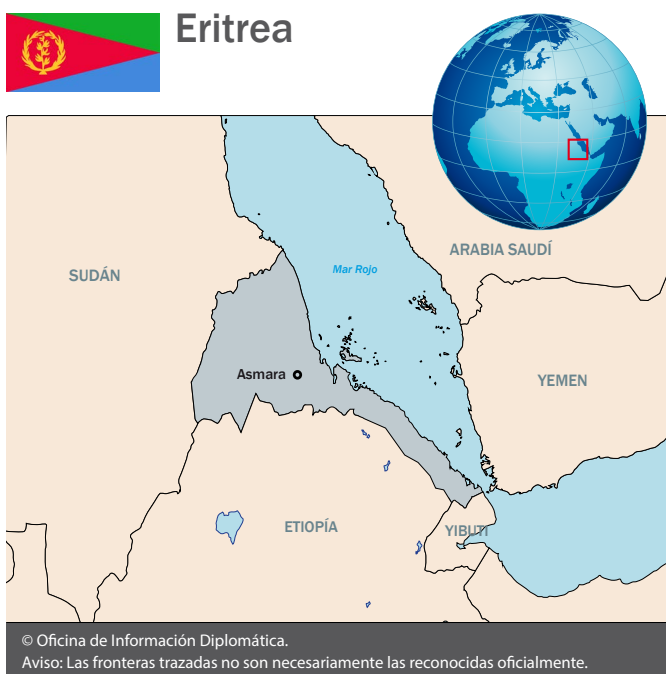 Eritrea
ARABIA SAUDÍ
Mar Rojo
SUDÁN
Asmara
YEMEN
ETIOPÍA
YIBUTI
© Oficina de Información Diplomática.
Aviso: Las fronteras trazadas no son necesariamente las reconocidas oficialmente.